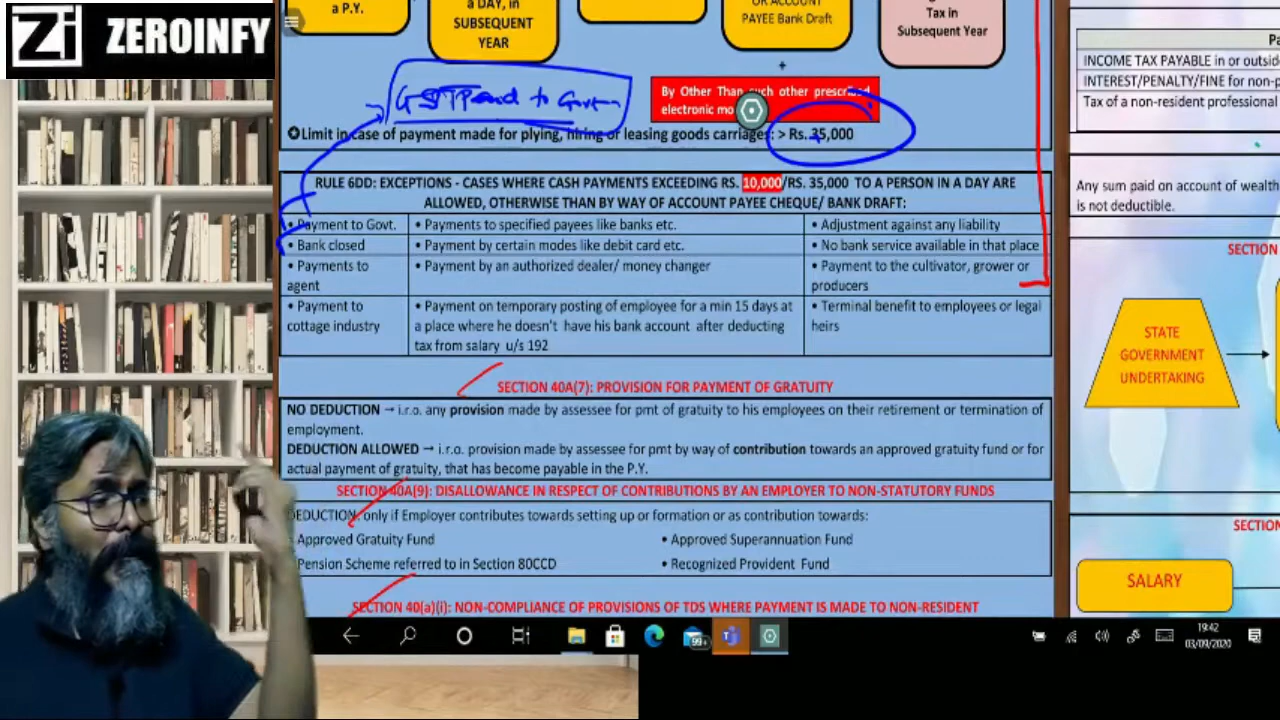 ZEROINFY
a P.Y.
a DAY, in
SUBSEQUENT
YEAR
OR ACCOUNT
PAYEE Bank Draft
Tax in
Subsequent Year
+
GST Paid to Govt
By Other Than such other prescribed
electronic mo
Limit in case of payment made for plying, hiring or leasing goods carriages: > Rs. 35,000
RULE 6DD: EXCEPTIONS - CASES WHERE CASH PAYMENTS EXCEEDING RS. 10,000/RS. 35,000 TO A PERSON IN A DAY ARE
ALLOWED, OTHERWISE THAN BY WAY OF ACCOUNT PAYEE CHEQUE/ BANK DRAFT:
• Payment to Govt.
• Payments to specified payees like banks etc.
• Adjustment against any liability
• Bank closed
• Payment by certain modes like debit card etc.
• No bank service available in that place
• Payments to
agent
• Payment by an authorized dealer/ money changer
• Payment to the cultivator, grower or
producers
• Payment to
cottage industry
• Payment on temporary posting of employee for a min 15 days at
a place where he doesn't have his bank account after deducting
tax from salary u/s 192
• Terminal benefit to employees or legal
heirs
SECTION 40A(7): PROVISION FOR PAYMENT OF GRATUITY
NO DEDUCTION → i.r.o. any provision made by assessee for pmt of gratuity to his employees on their retirement or termination of
employment.
DEDUCTION ALLOWED → i.r.o. provision made by assessee for pmt by way of contribution towards an approved gratuity fund or for
actual payment of gratuity, that has become payable in the P.Y.
SECTION 40A(9): DISALLOWANCE IN RESPECT OF CONTRIBUTIONS BY AN EMPLOYER TO NON-STATUTORY FUNDS
DEDUCTION: only if Employer contributes towards setting up or formation or as contribution towards:
Approved Gratuity Fund
• Approved Superannuation Fund
Pension Scheme referred to in Section 80CCD
• Recognized Provident Fund
SECTION 40(a)(i): NON-COMPLIANCE OF PROVISIONS OF TDS WHERE PAYMENT IS MADE TO NON-RESIDENT
Pa
INCOME TAX PAYABLE in or outsid
INTEREST/PENALTY/FINE for non-p
Tax of a non-resident professional
Any sum paid on account of wealth
is not deductible.
SECTION
STATE
GOVERNMENT
UNDERTAKING
SECTION
SALARY
99+
19:42
03/09/2020